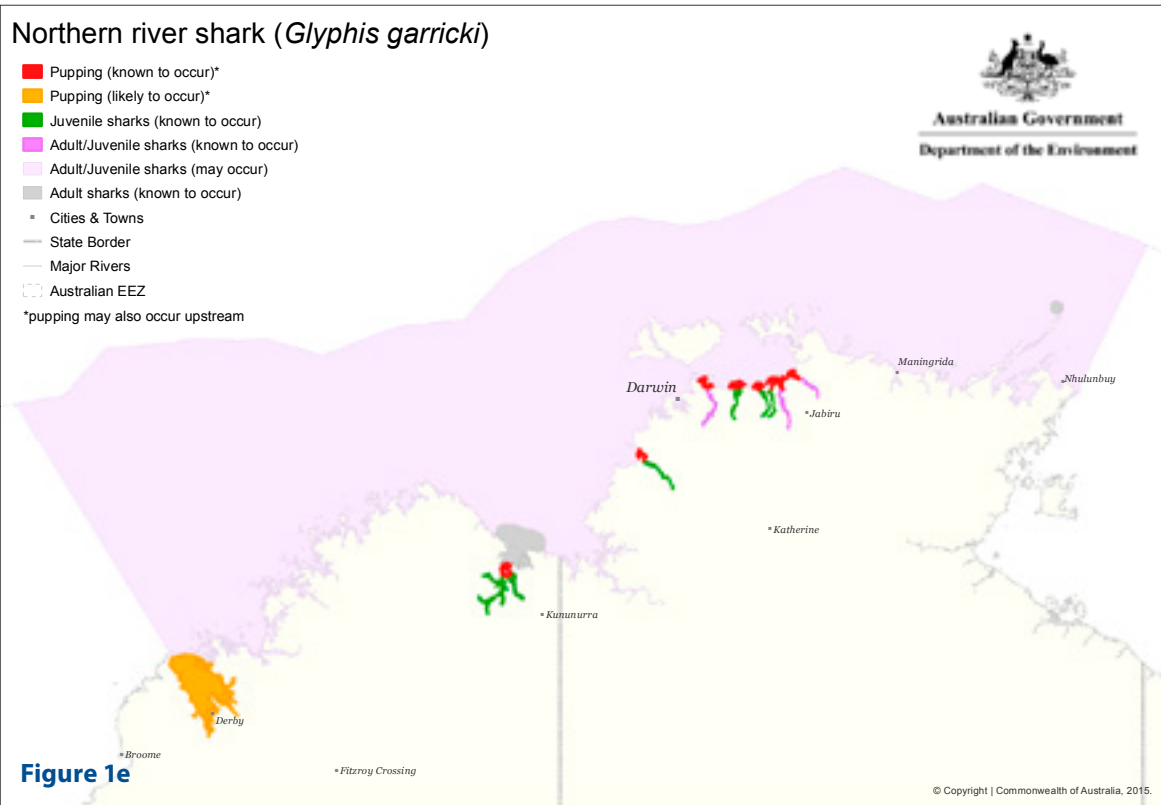 Northern river shark (Glyphis garricki)
Pupping (known to occur)*
Pupping (likely to occur)*
Juvenile sharks (known to occur)
Adult/Juvenile sharks (known to occur)
Adult/Juvenile sharks (may occur)
Adult sharks (known to occur)
Cities & Towns
State Border
Major Rivers
Australian EEZ
*pupping may also occur upstream
Australian Government
Department of the Environment
Maningrida
Nhulunbuy
Darwin
Jabiru
Katherine
Kununurra
Derby
Broome
Fitzroy Crossing
Figure 1e
© Copyright | Commonwealth of Australia, 2015.